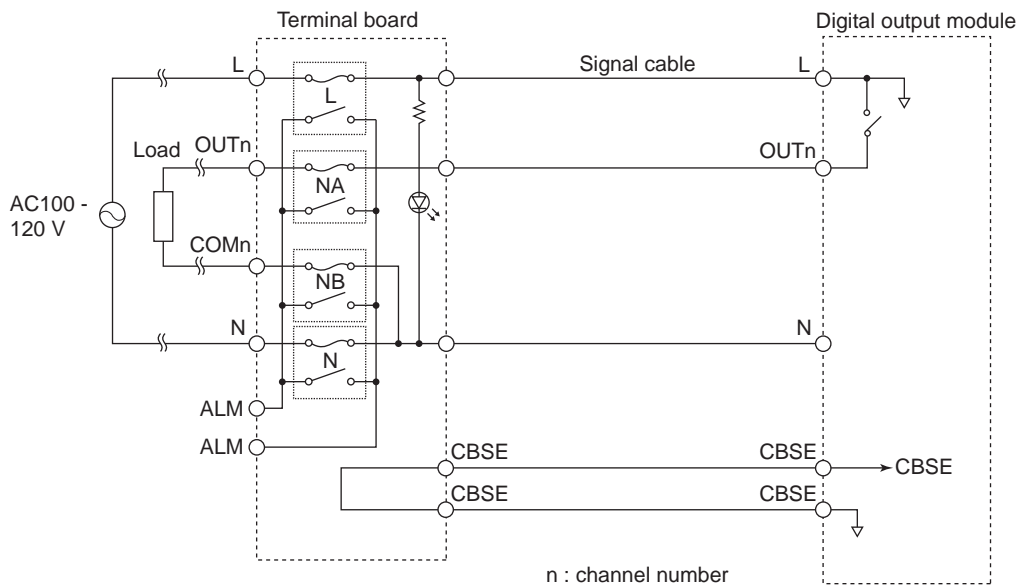 Terminal board
Digital output module
L
Signal cable
L
L
Load
OUTn
OUTn
NA
AC100 -
120 V
COMn
NB
N
N
N
ALM
ALM
CBSE
CBSE
CBSE
CBSE
CBSE
n : channel number